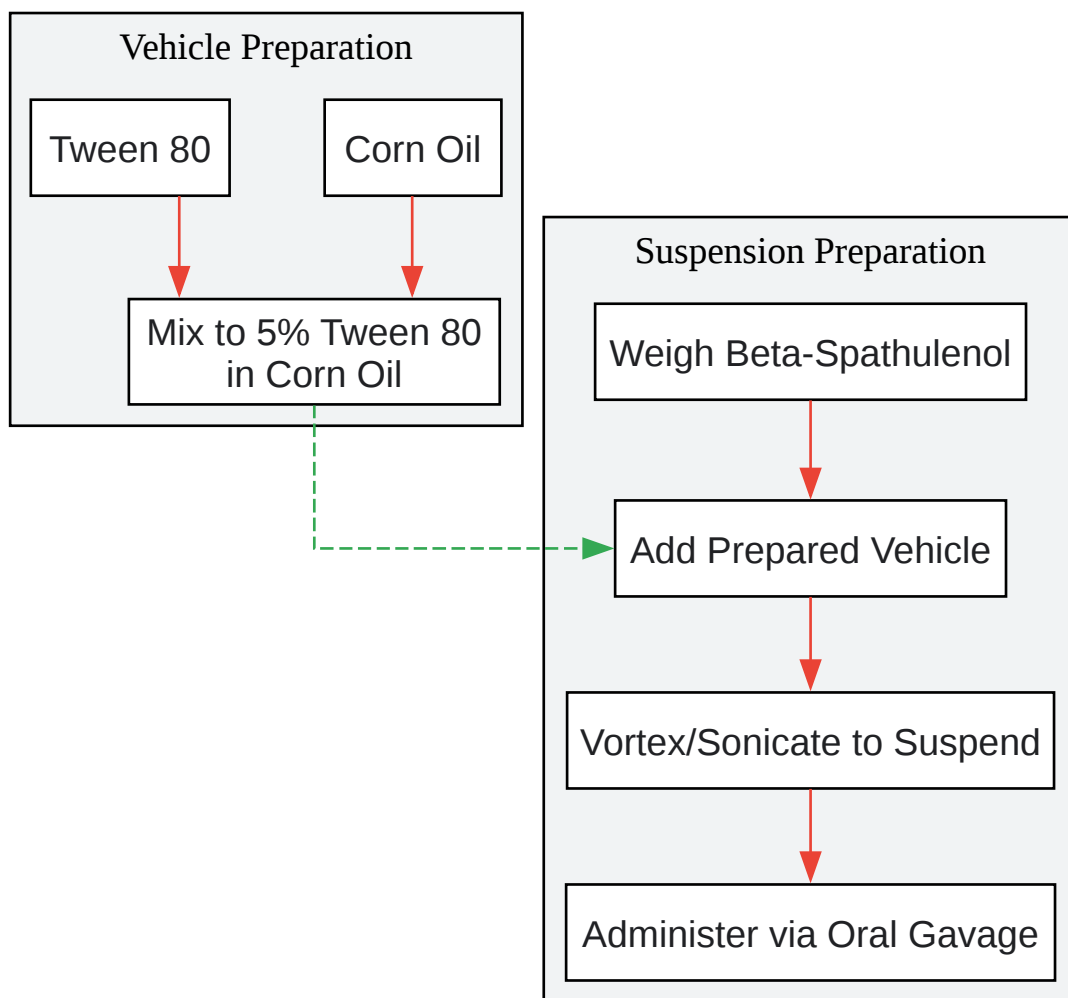 Vehicle Preparation
Tween 80
Corn Oil
Mix to 5% Tween 80
in Corn Oil
Suspension Preparation
Weigh Beta-Spathulenol
Add Prepared Vehicle
Vortex/Sonicate to Suspend
Administer via Oral Gavage